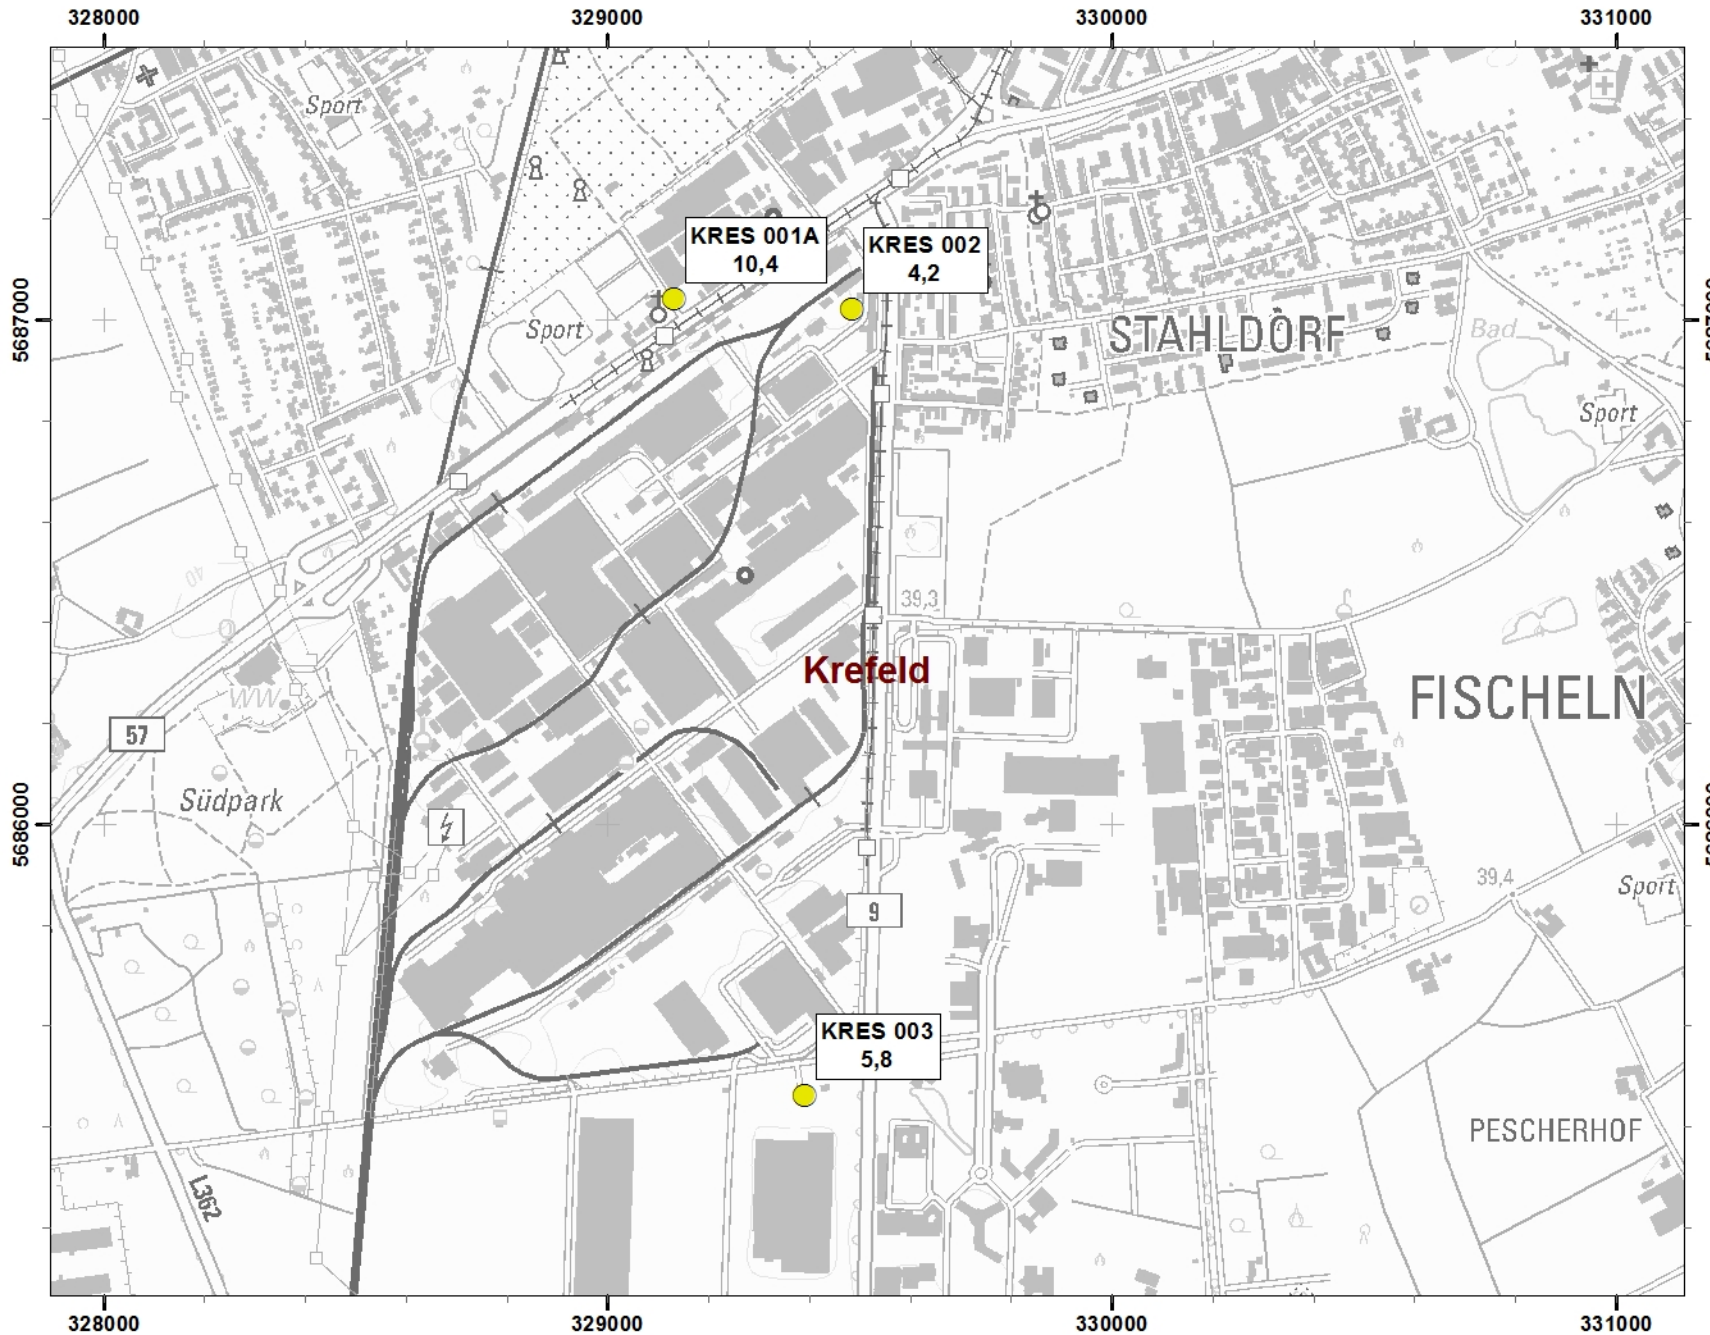 328000
329000
330000
331000
Sport
KRES 001A
10,4
KRES 002
4,2
5687000
Sport
STAHLDORF
Bad
Sport
40
39,3
Krefeld
WW
FISCHELN
57
Südpark
5686000
39,4
Sport
9
KRES 003
5,8
PESCHERHOF
L362
328000
329000
330000
331000